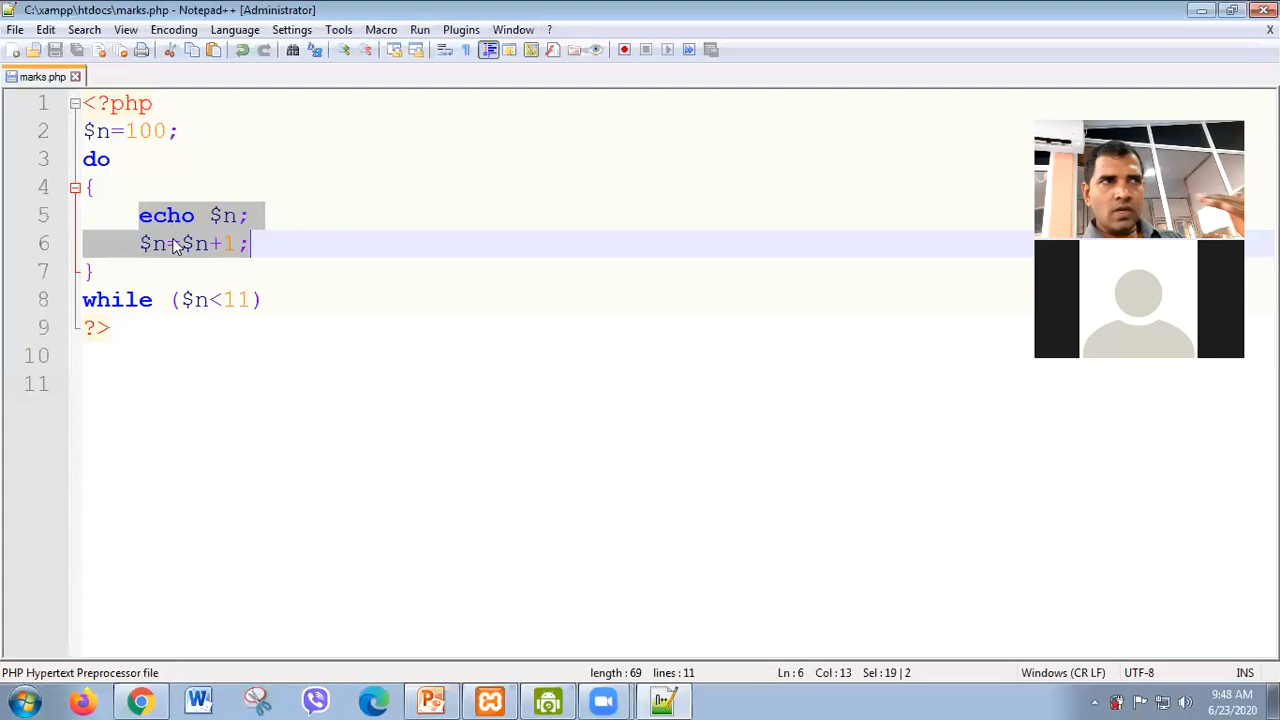 C:\xampp\htdocs\marks.php - Notepad++ [Administrator]
File Edit Search View Encoding Language Settings Tools Macro Run Plugins Window ? X
marks.php
1 <?php
2 $n=100;
3 do
4 {
5 echo $n;
6 $n=$n+1;
7 }
8 while ($n<11)
9 ?>
10
11
PHP Hypertext Preprocessor file length : 69 lines : 11 Ln : 6 Col : 13 Sel : 19 | 2 Windows (CR LF) UTF-8 INS
9:48 AM
6/23/2020